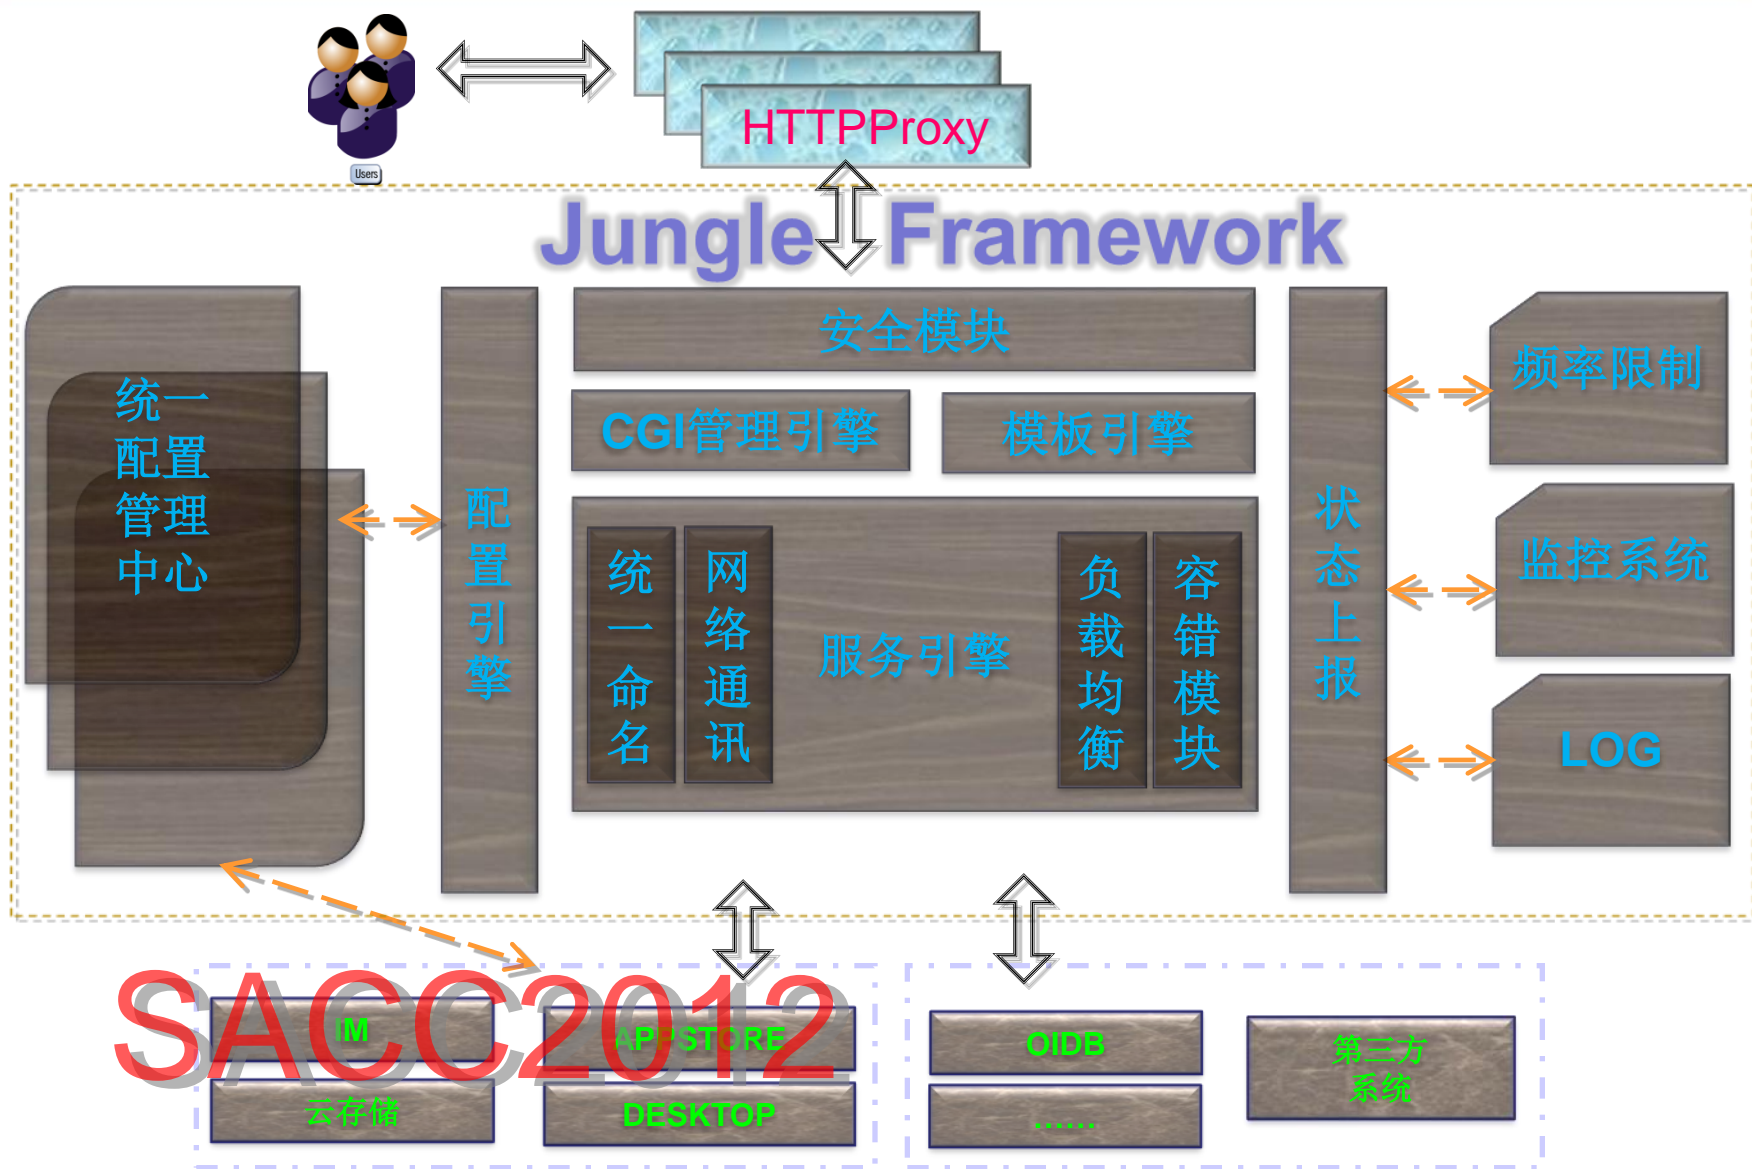 HTTPProxy
Users
Jungle Framework
安全模块
频率限制
统一
配置
管理
中心
CGI管理引擎
模板引擎
配置引擎
状态上报
统一命名
网络通讯
服务引擎
负载均衡
容错模块
监控系统
LOG
SACC2012
IM
APPSTORE
OIDB
第三方
系统
云存储
DESKTOP
......